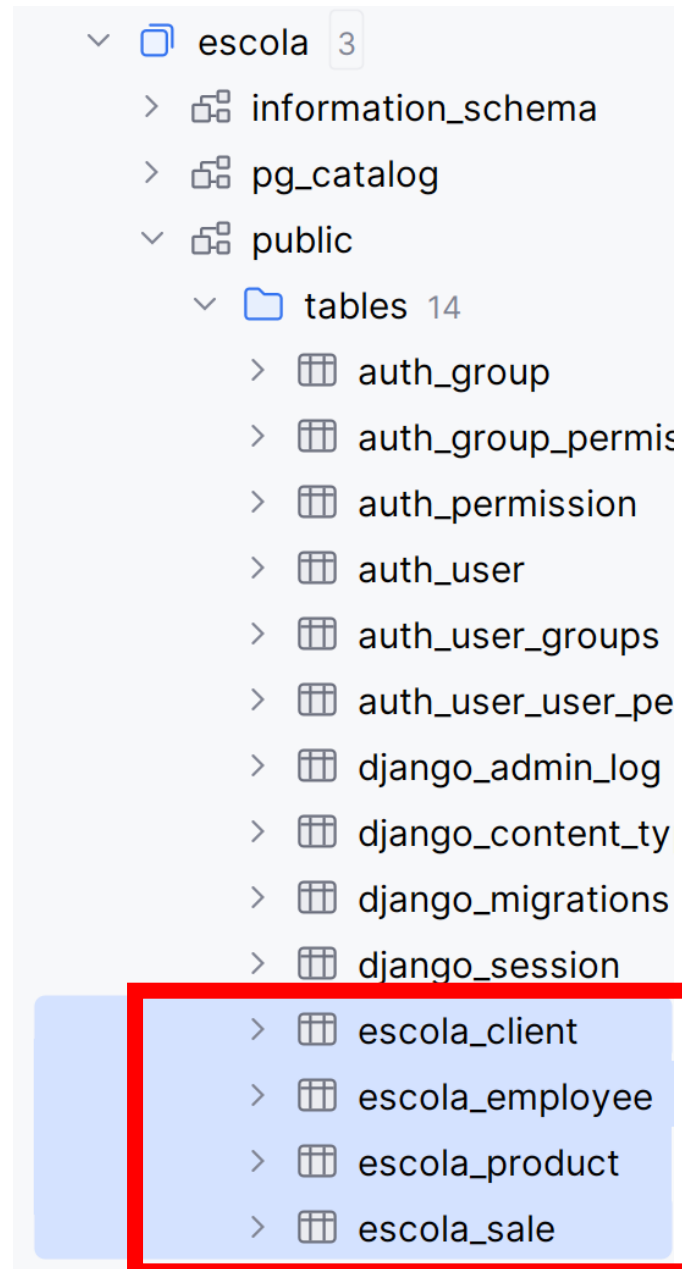 escola 3
information_schema
pg_catalog
public
tables 14
auth_group
auth_group_permis
auth_permission
auth_user
auth_user_groups
auth_user_user_pe
django_admin_log
django_content_ty
django_migrations
django_session
escola_client
escola_employee
escola_product
escola_sale